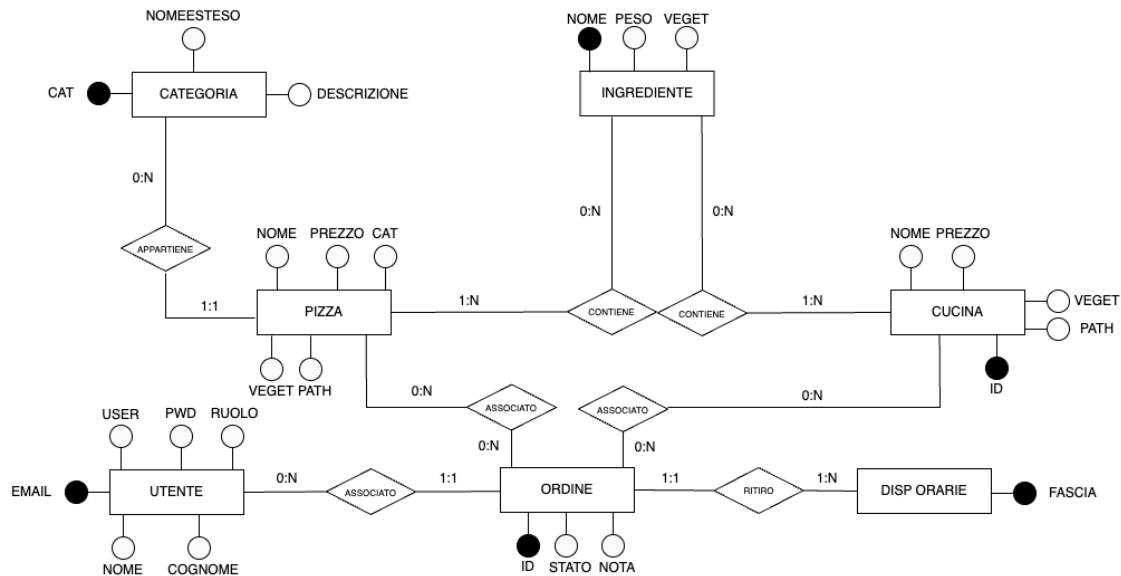 NOMEESTESO
NOME PESO VEGET
CAT
CATEGORIA
DESCRIZIONE
INGREDIENTE
0:N
0:N
0:N
APPARTIENE
NOME PREZZO CAT
NOME PREZZO
1:1
PIZZA
1:N
CONTIENE
CONTIENE
1:N
CUCINA
VEGET
PATH
VEGET PATH
ID
0:N
ASSOCIATO
ASSOCIATO
0:N
USER PWD RUOLO
0:N
0:N
EMAIL
UTENTE
0:N
ASSOCIATO
1:1
ORDINE
1:1
RITIRO
1:N
DISP ORARIE
FASCIA
NOME COGNOME
ID STATO NOTA